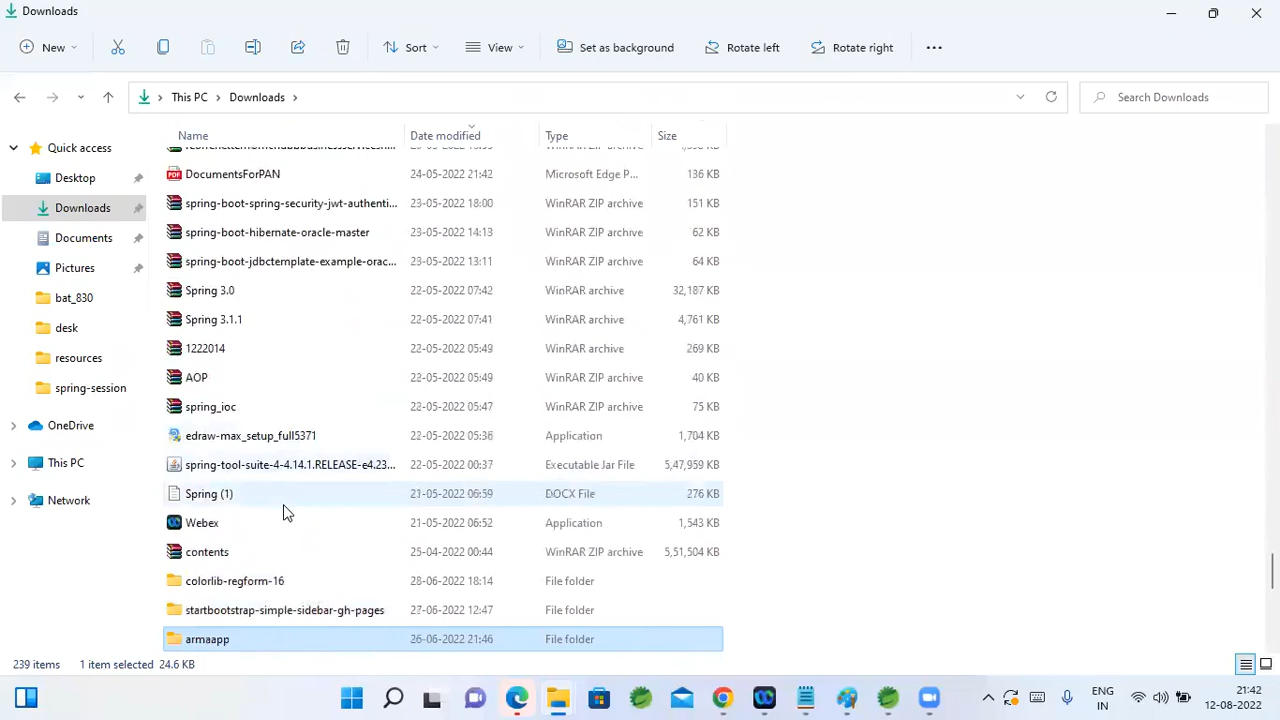 Downloads
New
Sort
View
Set as background
Rotate left
Rotate right
This PC > Downloads >
Search Downloads
Name Date modified Type Size
Quick access
Desktop
Downloads
Documents
Pictures
bat_830
desk
resources
spring-session
OneDrive
This PC
Network
DocumentsForPAN 24-05-2022 21:42 Microsoft Edge P... 136 KB
spring-boot-spring-security-jwt-authenti... 23-05-2022 18:00 WinRAR ZIP archive 151 KB
spring-boot-hibernate-oracle-master 23-05-2022 14:13 WinRAR ZIP archive 62 KB
spring-boot-jdbctemplate-example-orac... 23-05-2022 13:11 WinRAR ZIP archive 64 KB
Spring 3.0 22-05-2022 07:42 WinRAR archive 32,187 KB
Spring 3.1.1 22-05-2022 07:41 WinRAR archive 4,761 KB
1222014 22-05-2022 05:49 WinRAR archive 269 KB
AOP 22-05-2022 05:49 WinRAR ZIP archive 40 KB
spring_ioc 22-05-2022 05:47 WinRAR ZIP archive 75 KB
edraw-max_setup_full5371 22-05-2022 05:36 Application 1,704 KB
spring-tool-suite-4-4.14.1.RELEASE-e4.23... 22-05-2022 00:37 Executable Jar File 5,47,959 KB
Spring (1) 21-05-2022 06:59 DOCX File 276 KB
Webex 21-05-2022 06:52 Application 1,543 KB
contents 25-04-2022 00:44 WinRAR ZIP archive 5,51,504 KB
colorlib-regform-16 28-06-2022 18:14 File folder
startbootstrap-simple-sidebar-gh-pages 27-06-2022 12:47 File folder
armaapp 26-06-2022 21:46 File folder
239 items 1 item selected 24.6 KB
ENG 21:42
IN 12-08-2022